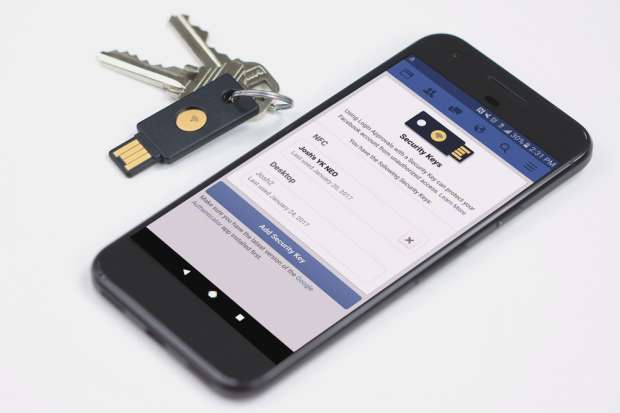 30% 2:31 PM
Security Keys
Using Login Approvals with a Security Key can protect your
Facebook account from unauthorized access. Learn More
You have the following Security Keys:
NFC
Josh's YK NEO
Last used January 20, 2017
Desktop
Josh2
Last used January 24, 2017
Add Security Key
Make sure you have the latest version of the Google
Authenticator app installed first.